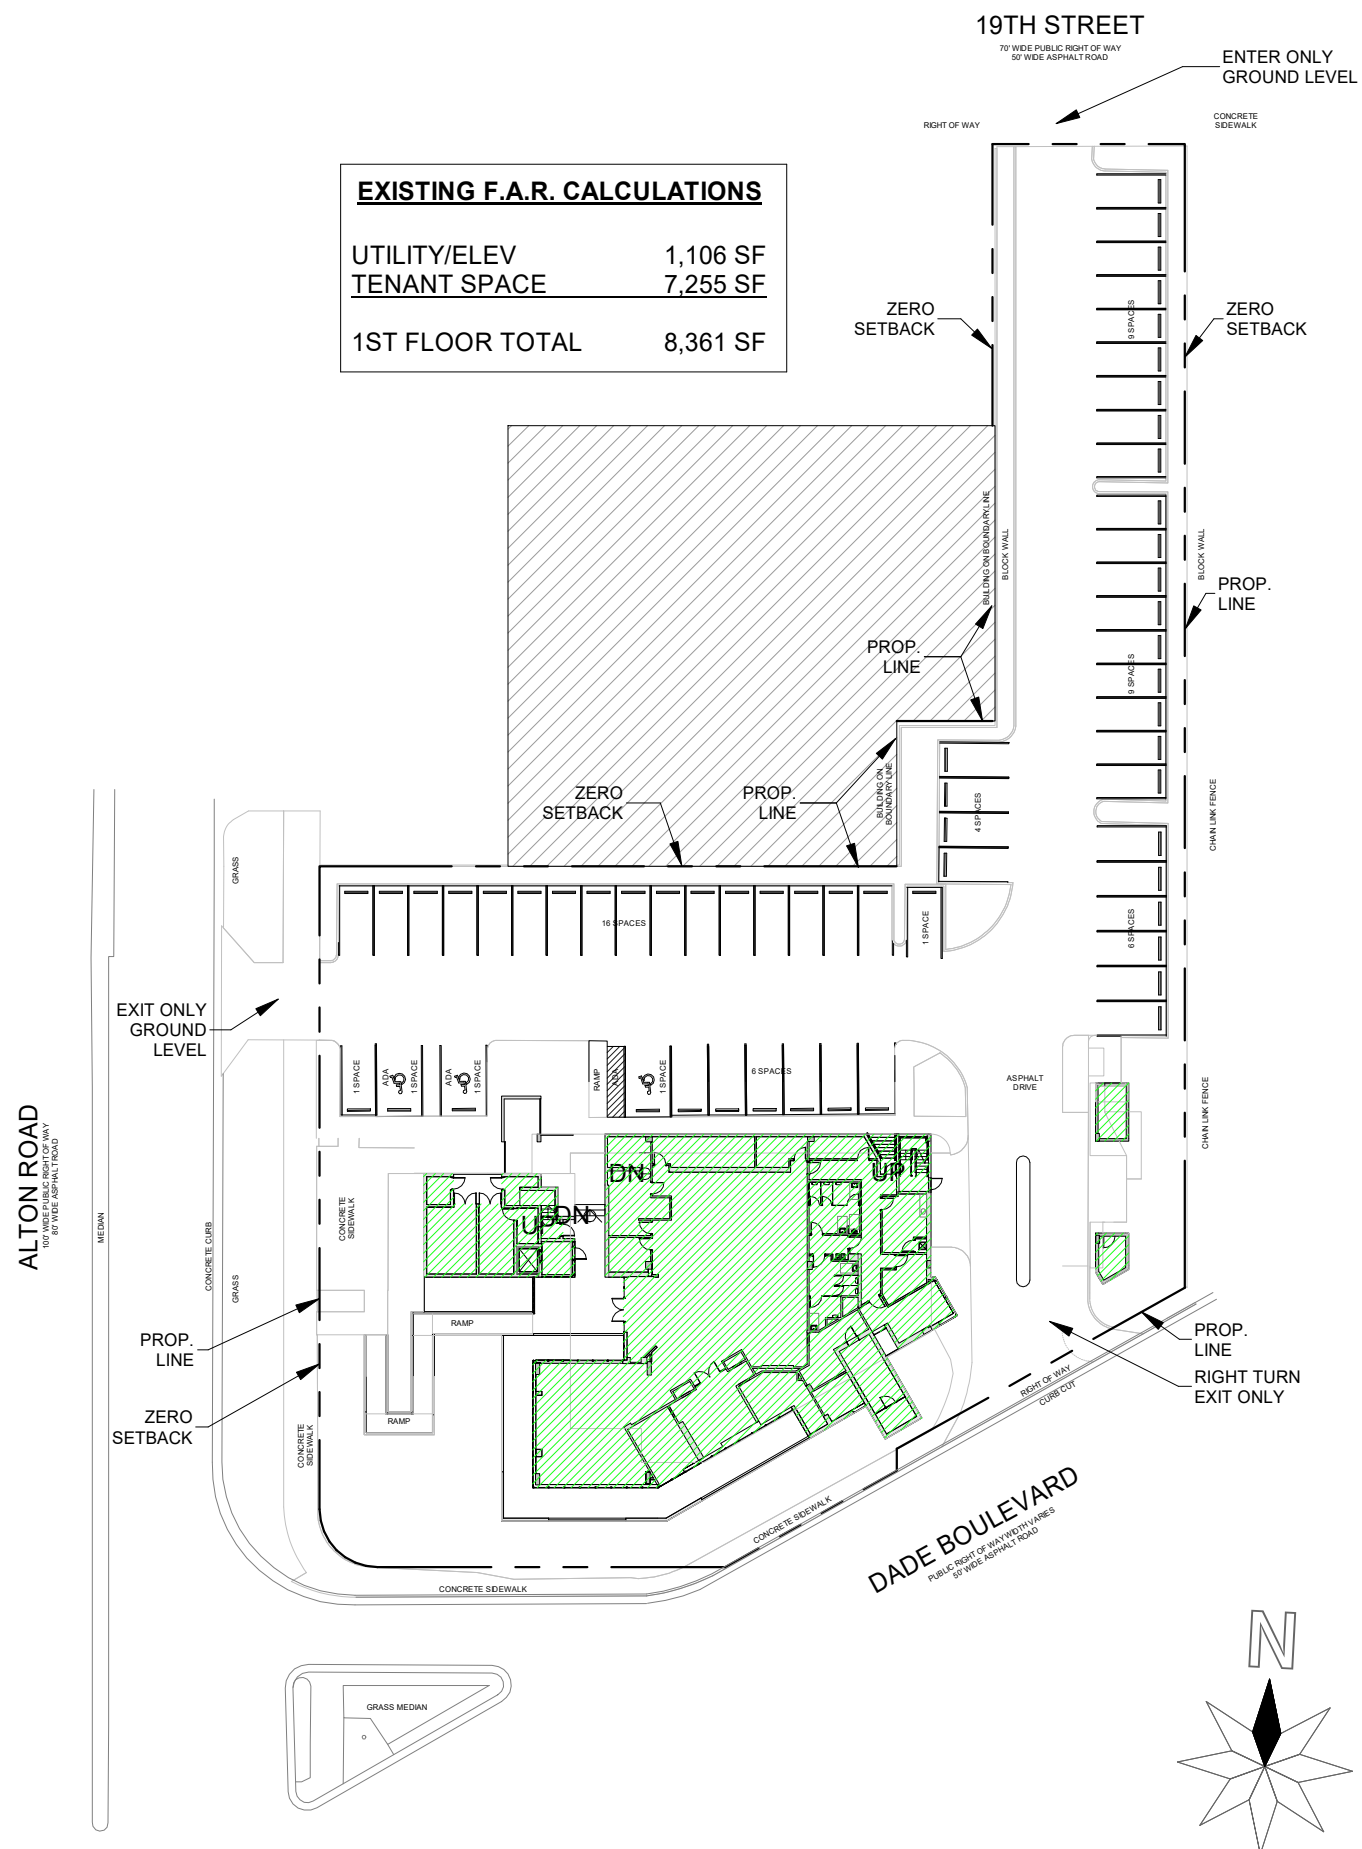 19TH STREET
70' WIDE PUBLIC RIGHT OF WAY
50' WIDE ASPHALT ROAD
ENTER ONLY
GROUND LEVEL
RIGHT OF WAY
CONCRETE
SIDEWALK
EXISTING F.A.R. CALCULATIONS
UTILITY/ELEV 1,106 SF
TENANT SPACE 7,255 SF
1ST FLOOR TOTAL 8,361 SF
ZERO
SETBACK
ZERO
SETBACK
9 SPACES
BUILDING ON BOUNDARY LINE
BLOCK WALL
BLOCK WALL
PROP.
LINE
PROP.
LINE
9 SPACES
ZERO
SETBACK
PROP.
LINE
BUILDING ON
BOUNDARY LINE
4 SPACES
CHAIN LINK FENCE
GRASS
16 SPACES
1 SPACE
6 SPACES
EXIT ONLY
GROUND
LEVEL
1 SPACE
ADA
1 SPACE
ADA
1 SPACE
RAMP
ADA
1 SPACE
6 SPACES
ASPHALT
DRIVE
CHAIN LINK FENCE
ALTON ROAD
100' WIDE PUBLIC RIGHT OF WAY
80' WIDE ASPHALT ROAD
MEDIAN
CONCRETE CURB
GRASS
CONCRETE
SIDEWALK
DN
UP
UP
DN
RAMP
PROP.
LINE
PROP.
LINE
RIGHT TURN
EXIT ONLY
RIGHT OF WAY
CURB CUT
ZERO
SETBACK
RAMP
CONCRETE
SIDEWALK
CONCRETE SIDEWALK
DADE BOULEVARD
PUBLIC RIGHT OF WAY WIDTH VARIES
50' WIDE ASPHALT ROAD
CONCRETE SIDEWALK
N
GRASS MEDIAN